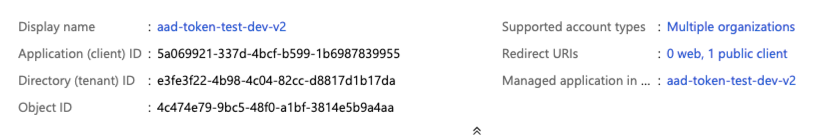 Display name : aad-token-test-dev-v2
Application (client) ID : 5a069921-337d-4bcf-b599-1b6987839955
Directory (tenant) ID : e3fe3f22-4b98-4c04-82cc-d8817d1b17da
Object ID : 4c474e79-9bc5-48f0-a1bf-3814e5b9a4aa
Supported account types : Multiple organizations
Redirect URIs : 0 web, 1 public client
Managed application in ... : aad-token-test-dev-v2